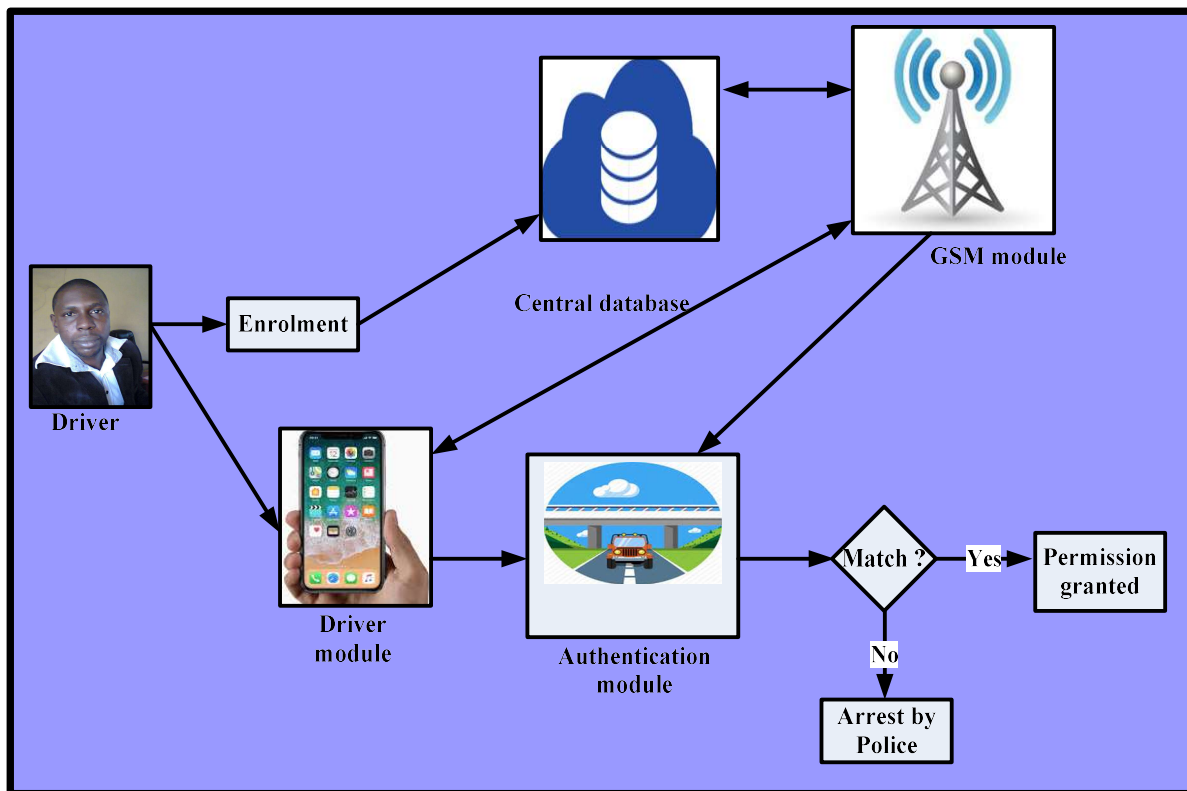 GSM module
Central database
Enrolment
Driver
Driver
module
Authentication
module
Match ?
Yes
Permission
granted
No
Arrest by
Police